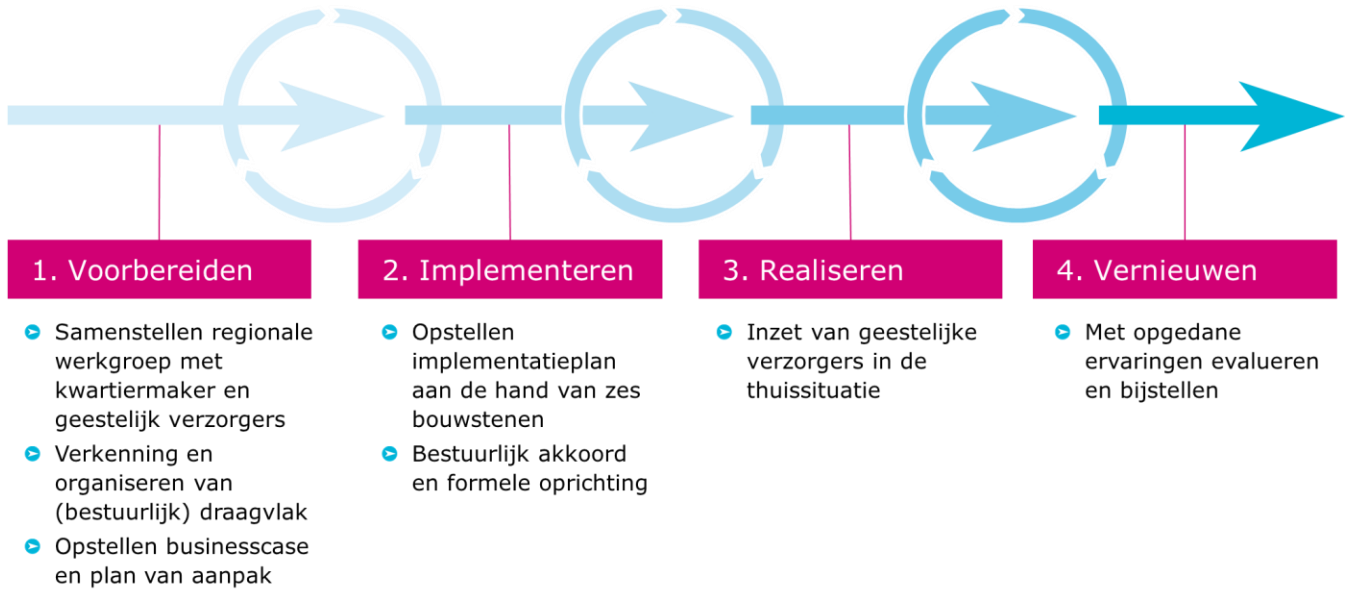 1. Voorbereiden
Samenstellen regionale
werkgroep met
kwartiermaker en
geestelijk verzorgers
Verkenning en
organiseren van
(bestuurlijk) draagvlak
Opstellen businesscase
en plan van aanpak
2. Implementeren
Opstellen
implementatieplan
aan de hand van zes
bouwstenen
Bestuurlijk akkoord
en formele oprichting
3. Realiseren
Inzet van geestelijke
verzorgers in de
thuissituatie
4. Vernieuwen
Met opgedane
ervaringen evalueren
en bijstellen